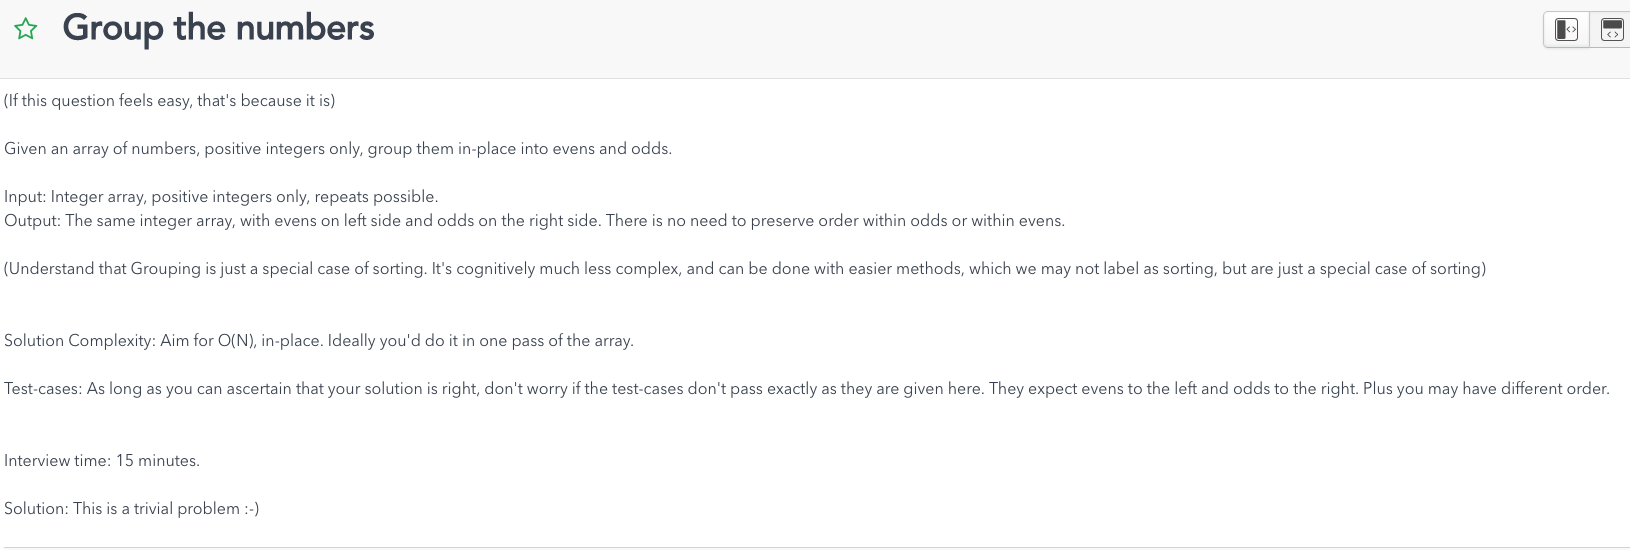 Group the numbers
(If this question feels easy, that's because it is)
Given an array of numbers, positive integers only, group them in-place into evens and odds.
Input: Integer array, positive integers only, repeats possible.
Output: The same integer array, with evens on left side and odds on the right side. There is no need to preserve order within odds or within evens.
(Understand that Grouping is just a special case of sorting. It's cognitively much less complex, and can be done with easier methods, which we may not label as sorting, but are just a special case of sorting)
Solution Complexity: Aim for O(N), in-place. Ideally you'd do it in one pass of the array.
Test-cases: As long as you can ascertain that your solution is right, don't worry if the test-cases don't pass exactly as they are given here. They expect evens to the left and odds to the right. Plus you may have different order.
Interview time: 15 minutes.
Solution: This is a trivial problem :-)